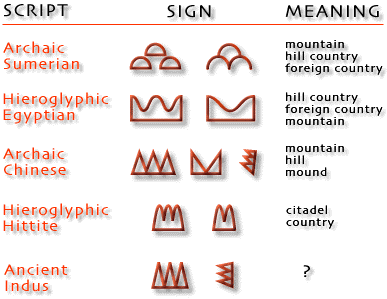 SCRIPT SIGN MEANING
Archaic
Sumerian
mountain
hill country
foreign country
Hieroglyphic
Egyptian
hill country
foreign country
mountain
Archaic
Chinese
mountain
hill
mound
Hieroglyphic
Hittite
citadel
country
Ancient
Indus
?